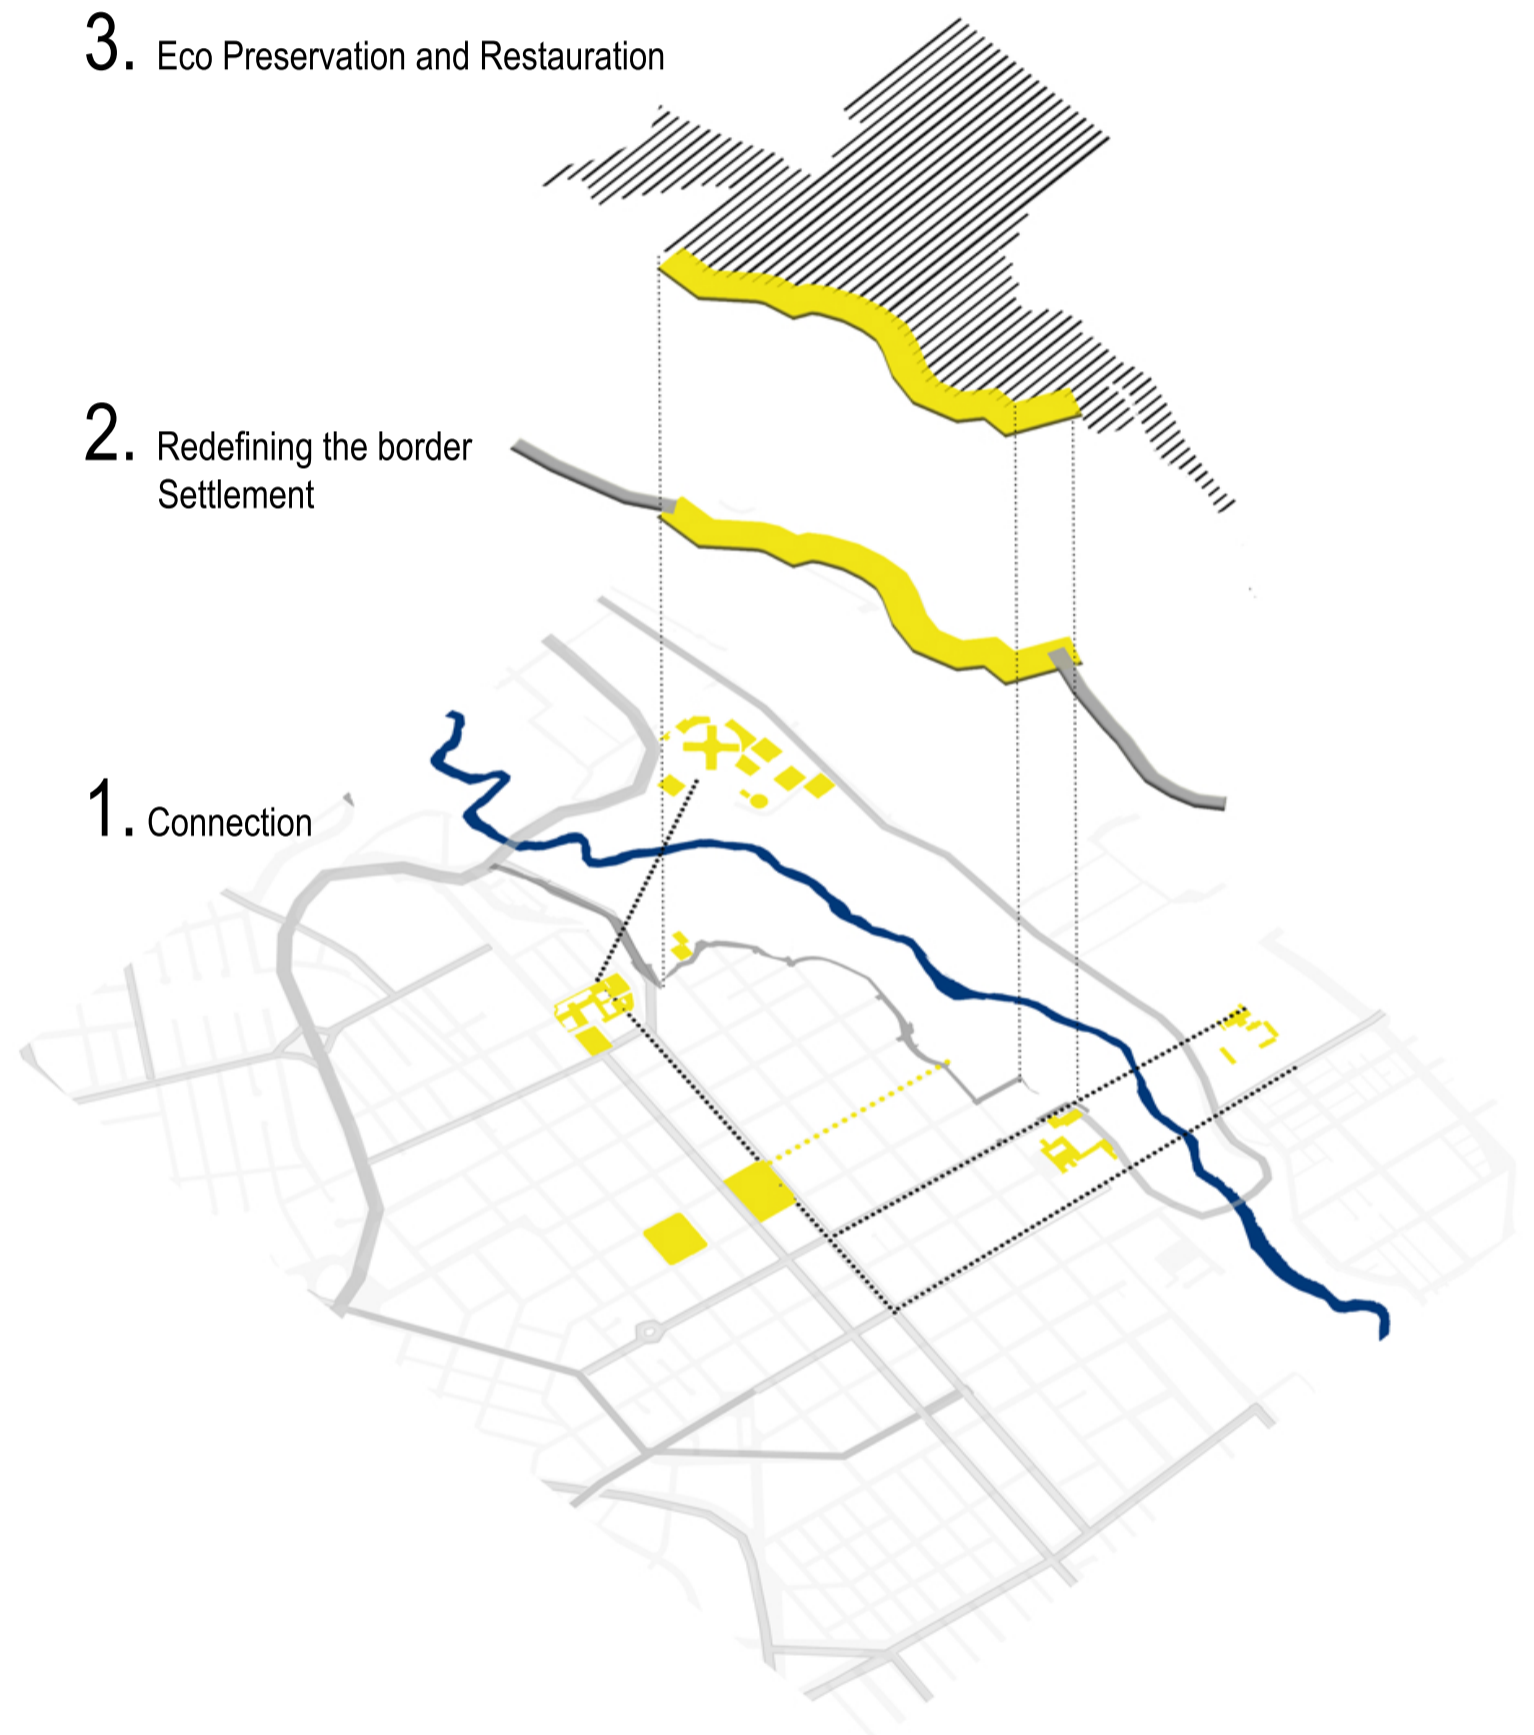 3. Eco Preservation and Restauration
2. Redefining the border
Settlement
1. Connection